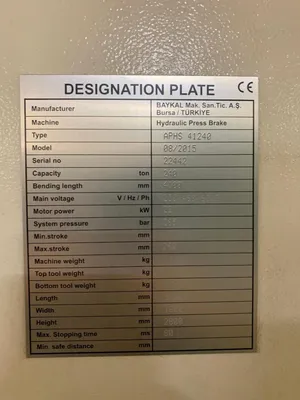 DESIGNATION PLATE CE
Manufacturer BAYKAL Mak. San.Tic. A.Ş.
Bursa / TÜRKIYE
Machine Hydraulic Press Brake
Type APHS 41240
Model 08/2015
Serial no 22442
Capacity ton 240
Bending length mm
Main voltage V / Hz / Ph
Motor power kW
System pressure bar
Min.stroke mm
Max.stroke mm
Machine weight kg
Top tool weight kg
Bottom tool weight kg
Length mm
Width mm
Height mm
Max. Stopping time ms
Min. safe distance mm